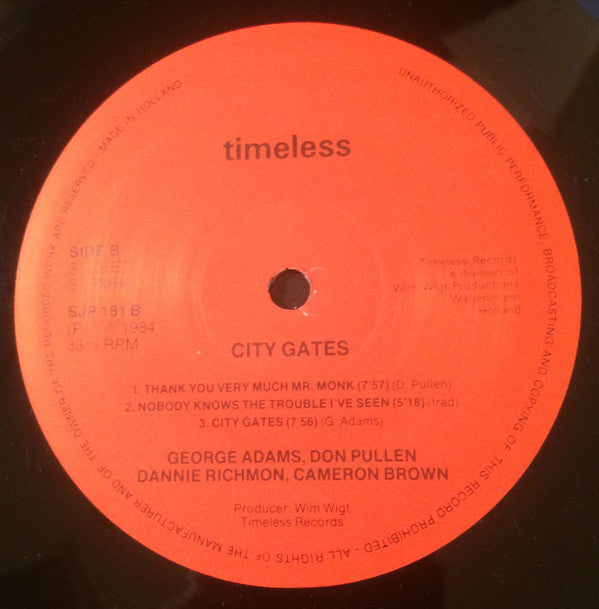 timeless
SIDE B
SJP 181 B
(P) 1984
33 RPM
Timeless Records
a division of
Wim Wigt Productions
Wageningen
Holland
CITY GATES
1. THANK YOU VERY MUCH MR. MONK (7'57) (D. Pullen)
2. NOBODY KNOWS THE TROUBLE I'VE SEEN (5'18) (trad)
3. CITY GATES (7'56) (G. Adams)
GEORGE ADAMS, DON PULLEN
DANNIE RICHMON, CAMERON BROWN
Producer: Wim Wigt
Timeless Records
UNAUTHORIZED PUBLIC PERFORMANCE, BROADCASTING AND COPYING OF THIS RECORD PROHIBITED - ALL RIGHTS OF THE MANUFACTURER AND OF THE OWNER OF THE RECORDED WORK ARE RESERVED - MADE IN HOLLAND